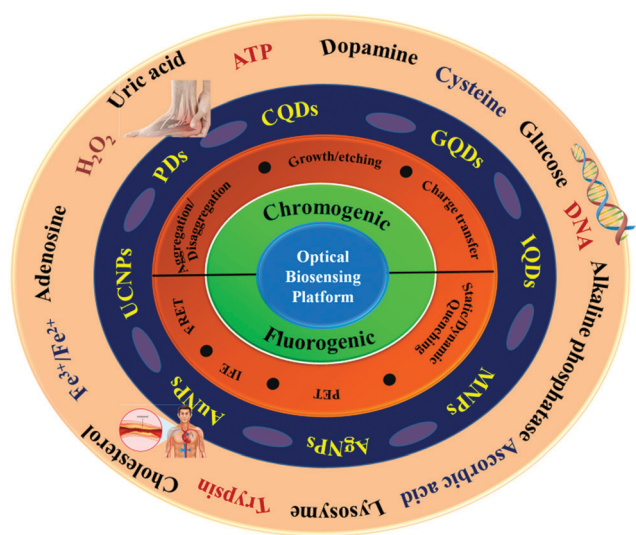 Optical
Biosensing
Platform
Chromogenic
Fluorogenic
Aggregation/
Disaggregation
Growth/etching
Charge transfer
Static/Dynamic
Quenching
PET
IFE
FRET
CQDs
GQDs
IQDs
MNPs
AgNPs
AuNPs
UCNPs
PDs
ATP
Dopamine
Cysteine
Glucose
DNA
Alkaline phosphatase
Ascorbic acid
Lysosyme
Trypsin
Cholesterol
Fe³⁺/Fe²⁺
Adenosine
H₂O₂
Uric acid